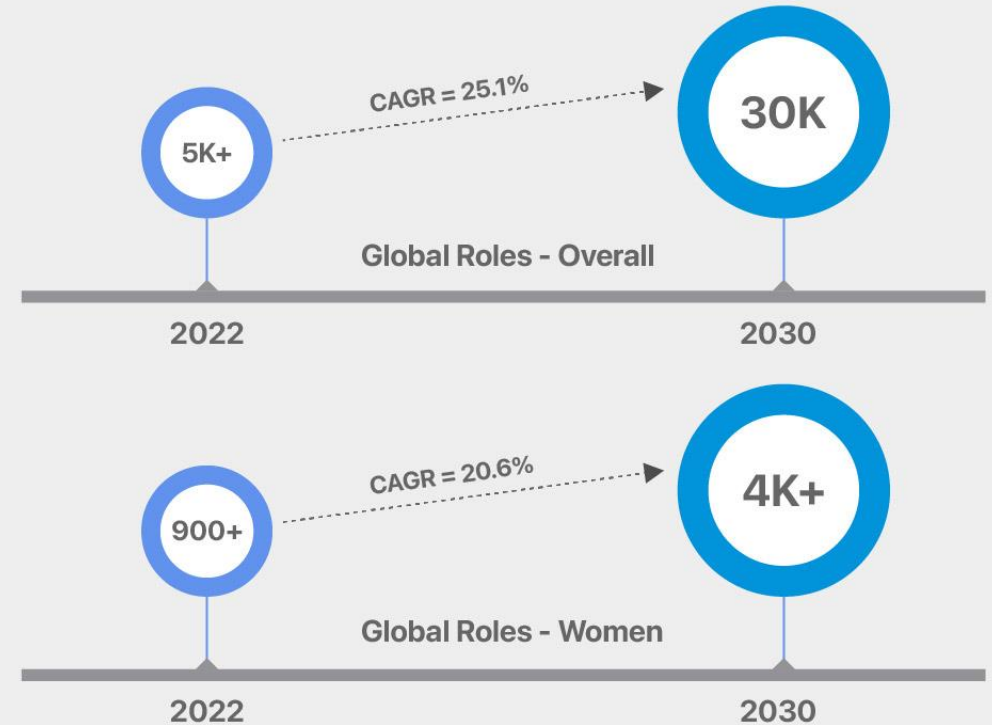 CAGR = 25.1%
5K+
30K
Global Roles - Overall
2022
2030
CAGR = 20.6%
900+
4K+
Global Roles - Women
2022
2030